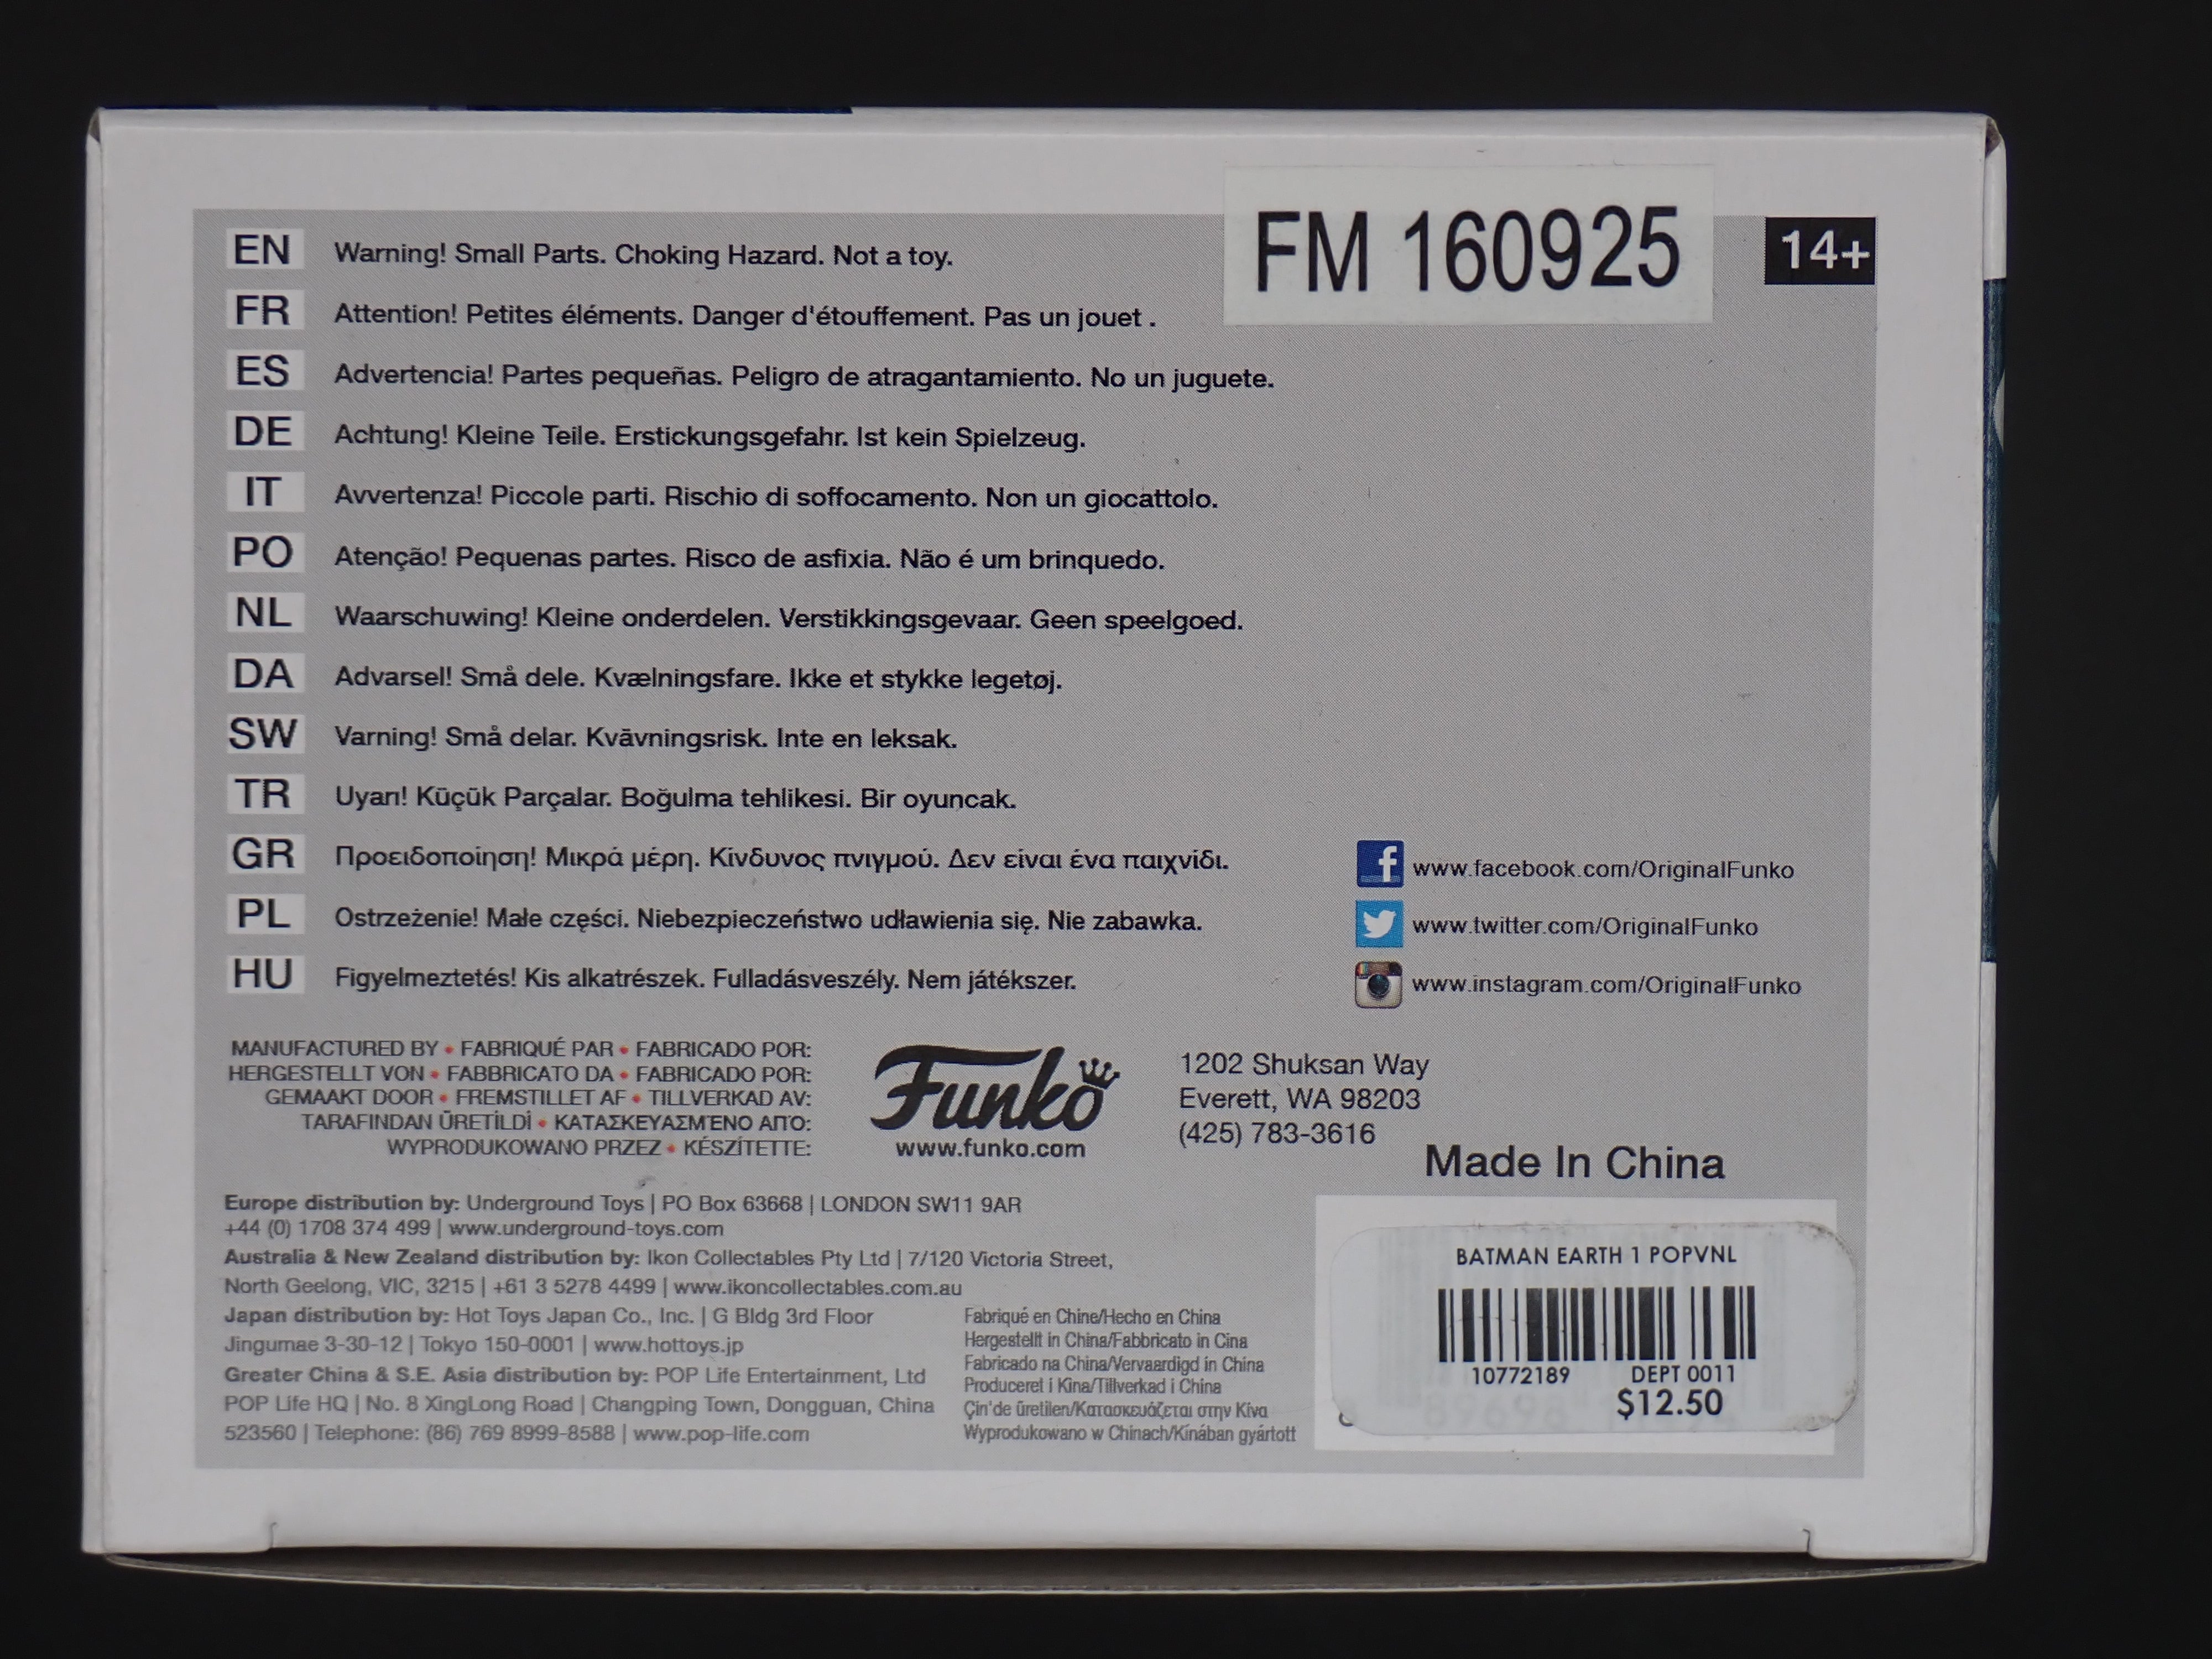 FM 160925
14+
EN Warning! Small Parts. Choking Hazard. Not a toy.
FR Attention! Petites éléments. Danger d'étouffement. Pas un jouet .
ES Advertencia! Partes pequeñas. Peligro de atragantamiento. No un juguete.
DE Achtung! Kleine Teile. Erstickungsgefahr. Ist kein Spielzeug.
IT Avvertenza! Piccole parti. Rischio di soffocamento. Non un giocattolo.
PO Atenção! Pequenas partes. Risco de asfixia. Não é um brinquedo.
NL Waarschuwing! Kleine onderdelen. Verstikkingsgevaar. Geen speelgoed.
DA Advarsel! Små dele. Kvælningsfare. Ikke et stykke legetøj.
SW Varning! Små delar. Kvävningsrisk. Inte en leksak.
TR Uyarı! Küçük Parçalar. Boğulma tehlikesi. Bir oyuncak.
GR Προειδοποίηση! Μικρά μέρη. Κίνδυνος πνιγμού. Δεν είναι ένα παιχνίδι.
PL Ostrzeżenie! Małe części. Niebezpieczeństwo udławienia się. Nie zabawka.
HU Figyelmeztetés! Kis alkatrészek. Fulladásveszély. Nem játékszer.
www.facebook.com/OriginalFunko
www.twitter.com/OriginalFunko
www.instagram.com/OriginalFunko
MANUFACTURED BY • FABRIQUÉ PAR • FABRICADO POR:
HERGESTELLT VON • FABBRICATO DA • FABRICADO POR:
GEMAAKT DOOR • FREMSTILLET AF • TILLVERKAD AV:
TARAFINDAN ÜRETİLDİ • ΚΑΤΑΣΚΕΥΑΣΜΈΝΟ ΑΠΌ:
WYPRODUKOWANO PRZEZ • KÉSZÍTETTE:
Funko
www.funko.com
1202 Shuksan Way
Everett, WA 98203
(425) 783-3616
Made In China
Europe distribution by: Underground Toys | PO Box 63668 | LONDON SW11 9AR
+44 (0) 1708 374 499 | www.underground-toys.com
Australia & New Zealand distribution by: Ikon Collectables Pty Ltd | 7/120 Victoria Street,
North Geelong, VIC, 3215 | +61 3 5278 4499 | www.ikoncollectables.com.au
Japan distribution by: Hot Toys Japan Co., Inc. | G Bldg 3rd Floor
Jingumae 3-30-12 | Tokyo 150-0001 | www.hottoys.jp
Greater China & S.E. Asia distribution by: POP Life Entertainment, Ltd
POP Life HQ | No. 8 XingLong Road | Changping Town, Dongguan, China
523560 | Telephone: (86) 769 8999-8588 | www.pop-life.com
Fabriqué en Chine/Hecho en China
Hergestellt in China/Fabbricato in Cina
Fabricado na China/Vervaardigd in China
Produceret i Kina/Tillverkad i China
Çin'de üretilen/Κατασκευάζεται στην Κίνα
Wyprodukowano w Chinach/Kínában gyártott
BATMAN EARTH 1 POPVNL
10772189 DEPT 0011
$12.50